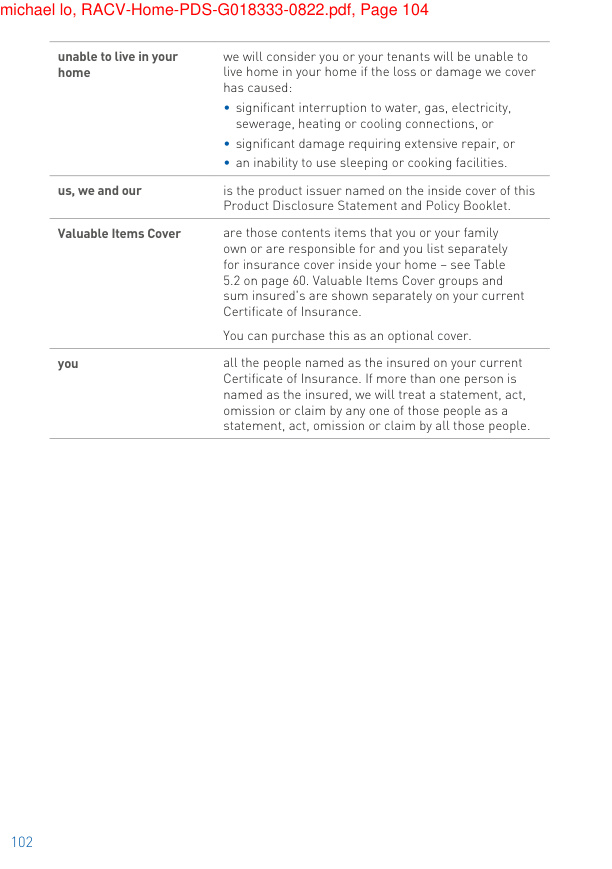 michael lo, RACV-Home-PDS-G018333-0822.pdf, Page 104
unable to live in your
home
we will consider you or your tenants will be unable to
live home in your home if the loss or damage we cover
has caused:
• significant interruption to water, gas, electricity,
sewerage, heating or cooling connections, or
• significant damage requiring extensive repair, or
• an inability to use sleeping or cooking facilities.
us, we and our
is the product issuer named on the inside cover of this
Product Disclosure Statement and Policy Booklet.
Valuable Items Cover
are those contents items that you or your family
own or are responsible for and you list separately
for insurance cover inside your home – see Table
5.2 on page 60. Valuable Items Cover groups and
sum insured's are shown separately on your current
Certificate of Insurance.
You can purchase this as an optional cover.
you
all the people named as the insured on your current
Certificate of Insurance. If more than one person is
named as the insured, we will treat a statement, act,
omission or claim by any one of those people as a
statement, act, omission or claim by all those people.
102